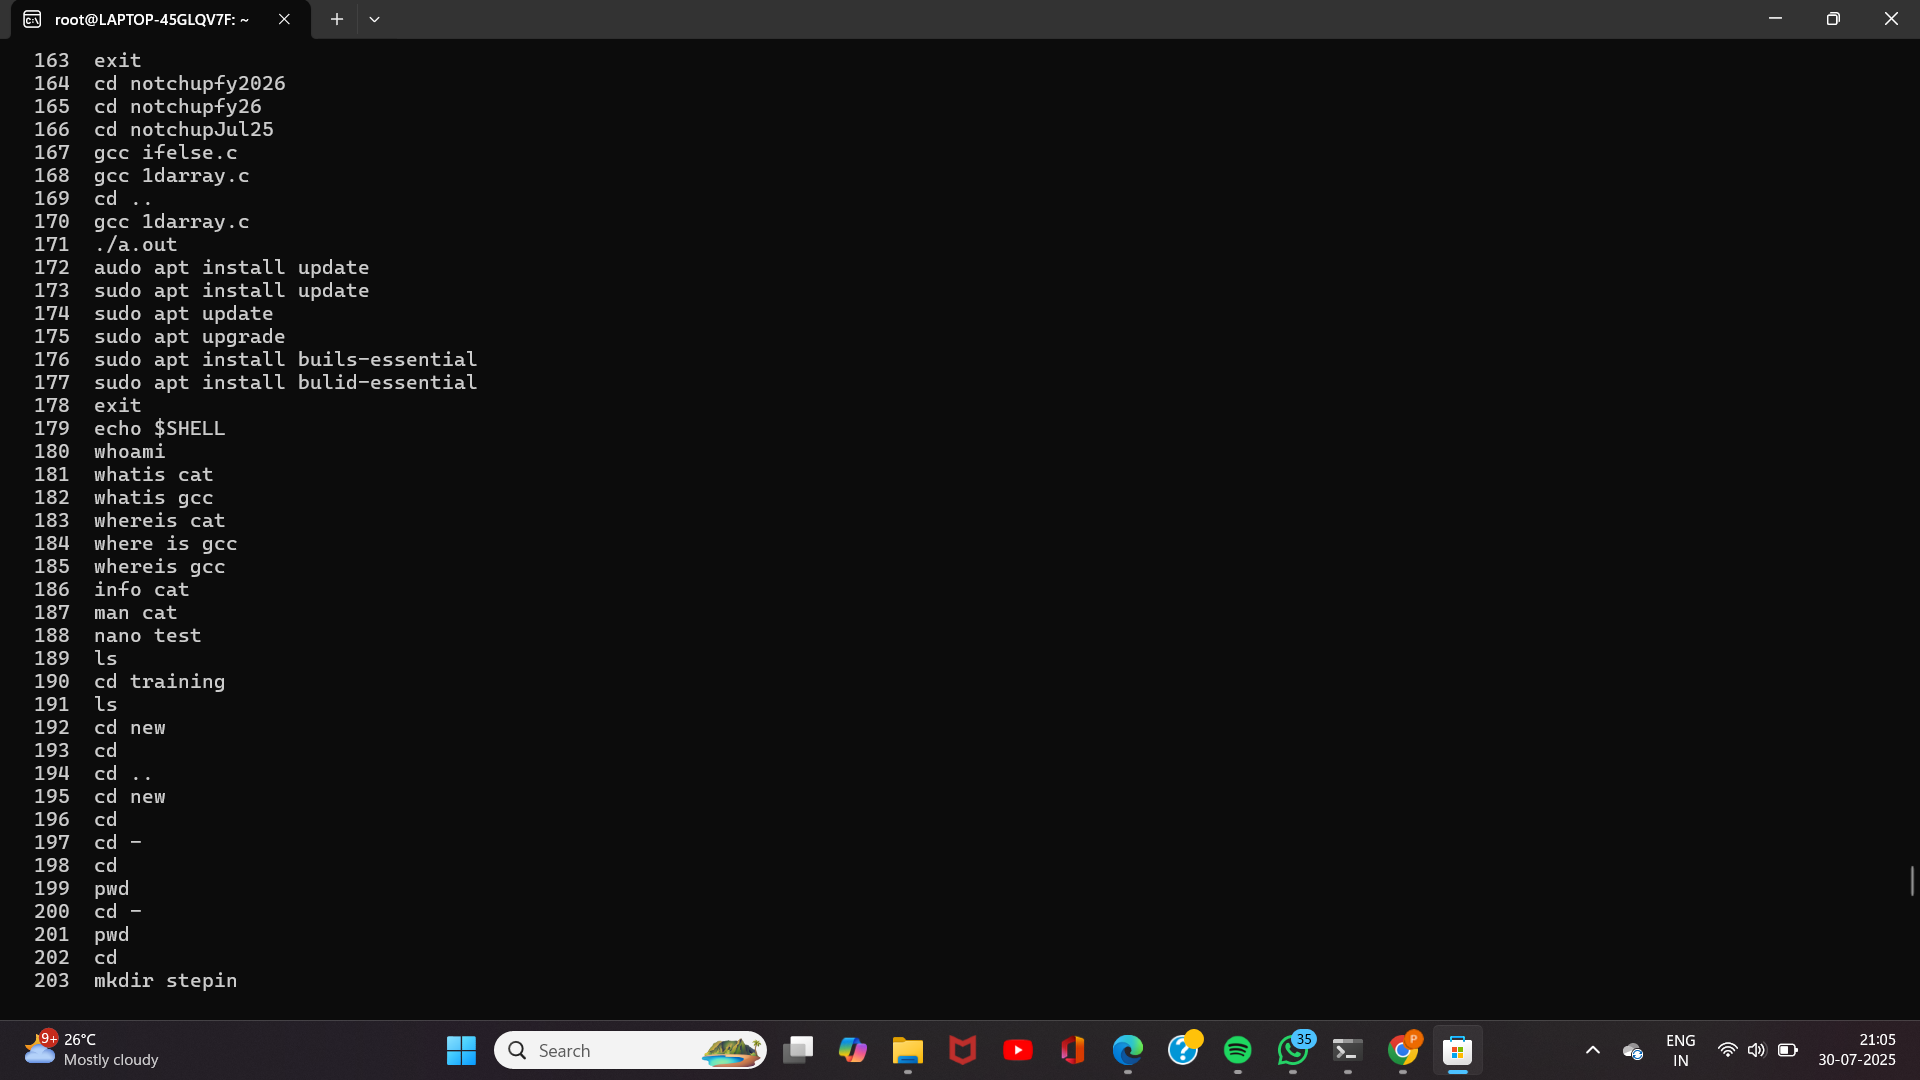 root@LAPTOP-45GLQV7F: ~
163 exit
164 cd notchupfy2026
165 cd notchupfy26
166 cd notchupJul25
167 gcc ifelse.c
168 gcc 1darray.c
169 cd ..
170 gcc 1darray.c
171 ./a.out
172 audo apt install update
173 sudo apt install update
174 sudo apt update
175 sudo apt upgrade
176 sudo apt install buils-essential
177 sudo apt install bulid-essential
178 exit
179 echo $SHELL
180 whoami
181 whatis cat
182 whatis gcc
183 whereis cat
184 where is gcc
185 whereis gcc
186 info cat
187 man cat
188 nano test
189 ls
190 cd training
191 ls
192 cd new
193 cd
194 cd ..
195 cd new
196 cd
197 cd -
198 cd
199 pwd
200 cd -
201 pwd
202 cd
203 mkdir stepin
9+ 26°C
Mostly cloudy
Search
35
P
ENG
IN
21:05
30-07-2025